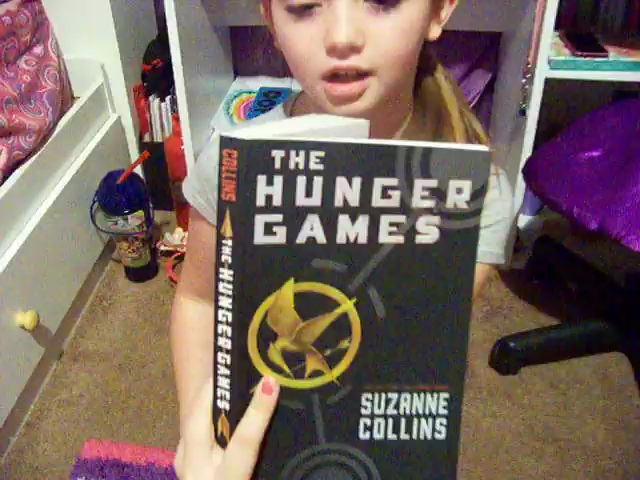 THE
HUNGER
GAMES
SUZANNE
COLLINS
COLLINS THE HUNGER GAMES